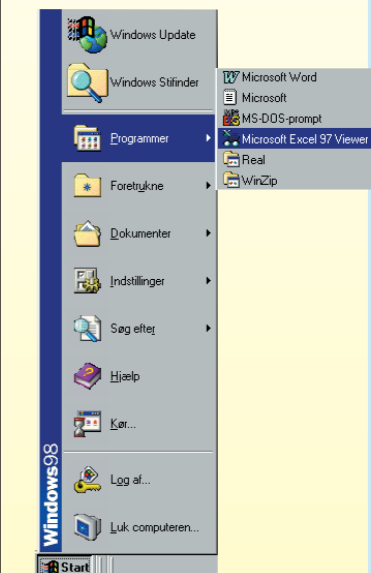 Windows Update
Windows Stifinder
Programmer
Microsoft Word
Microsoft
MS-DOS-prompt
Microsoft Excel 97 Viewer
Real
WinZip
Foretrukne
Dokumenter
Indstillinger
Søg efter
Hjælp
Kør...
Log af...
Luk computeren...
Windows98
Start